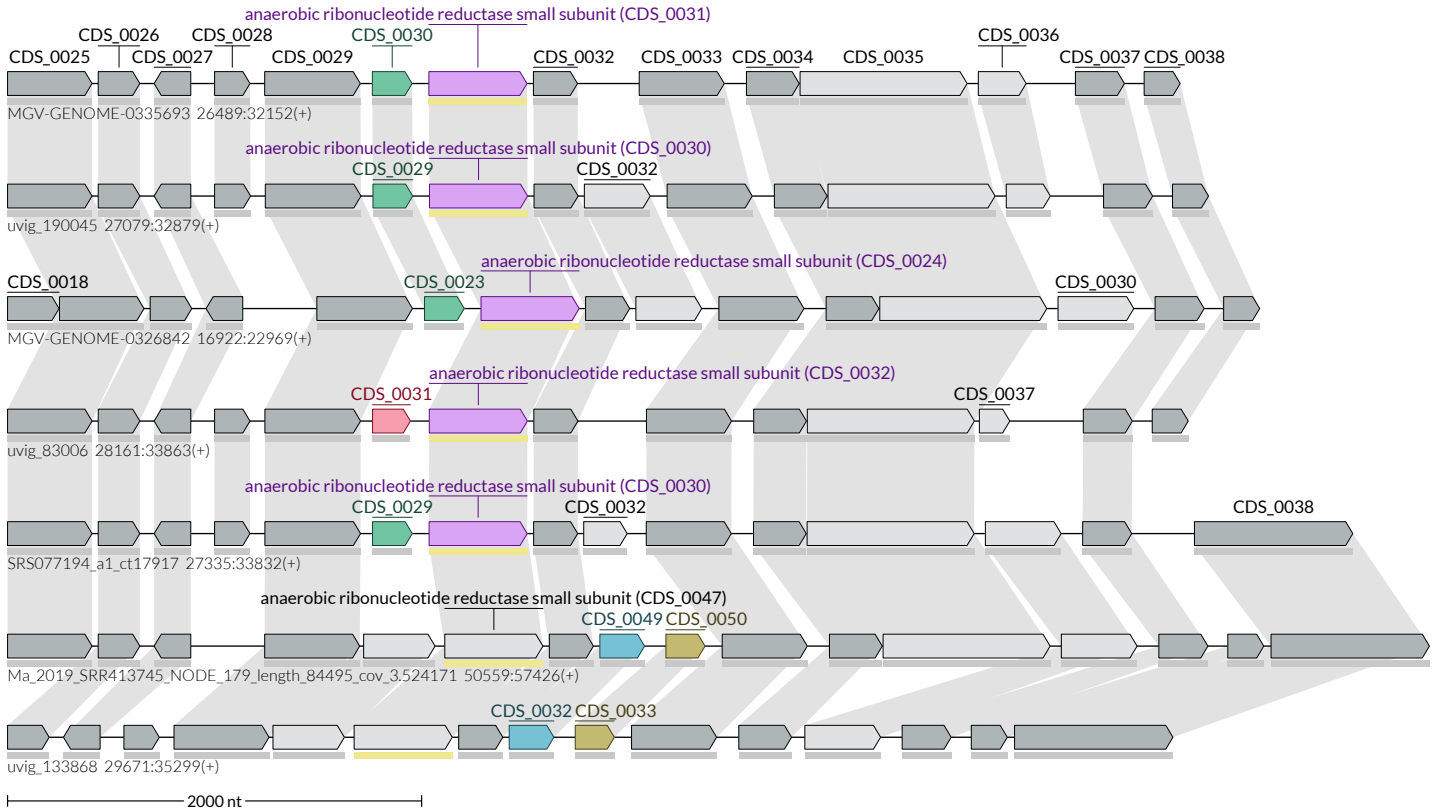 anaerobic ribonucleotide reductase small subunit (CDS_0031)
CDS_0026 CDS_0028 CDS_0030 CDS_0036
CDS_0025 CDS_0027 CDS_0029 CDS_0032 CDS_0033 CDS_0034 CDS_0035 CDS_0037 CDS_0038
MGV-GENOME-0335693 26489:32152(+)
anaerobic ribonucleotide reductase small subunit (CDS_0030)
CDS_0029 CDS_0032
uvig_190045 27079:32879(+)
anaerobic ribonucleotide reductase small subunit (CDS_0024)
CDS_0018 CDS_0023 CDS_0030
MGV-GENOME-0326842 16922:22969(+)
anaerobic ribonucleotide reductase small subunit (CDS_0032)
CDS_0031 CDS_0037
uvig_83006 28161:33863(+)
anaerobic ribonucleotide reductase small subunit (CDS_0030)
CDS_0029 CDS_0032 CDS_0038
SRS077194_a1_ct17917 27335:33832(+)
anaerobic ribonucleotide reductase small subunit (CDS_0047)
CDS_0049 CDS_0050
Ma_2019_SRR413745_NODE_179_length_84495_cov_3.524171 50559:57426(+)
CDS_0032 CDS_0033
uvig_133868 29671:35299(+)
2000 nt